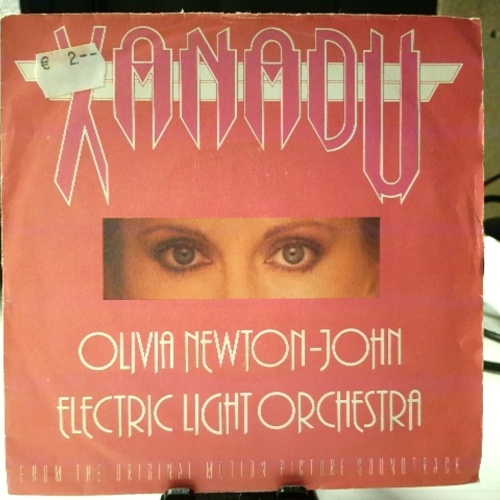 € 2--
XANADU
OLIVIA NEWTON-JOHN
ELECTRIC LIGHT ORCHESTRA
FROM THE ORIGINAL MOTION PICTURE SOUNDTRACK